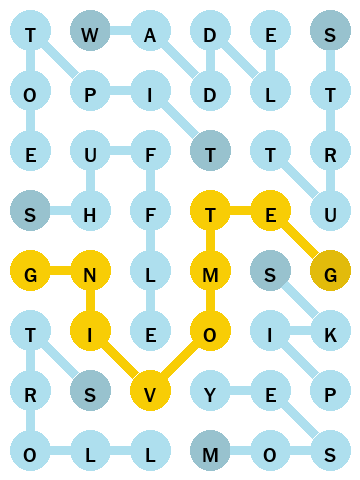 T W A D E S
O P I D L T
E U F T T R
S H F T E U
G N L M S G
T I E O I K
R S V Y E P
O L L M O S